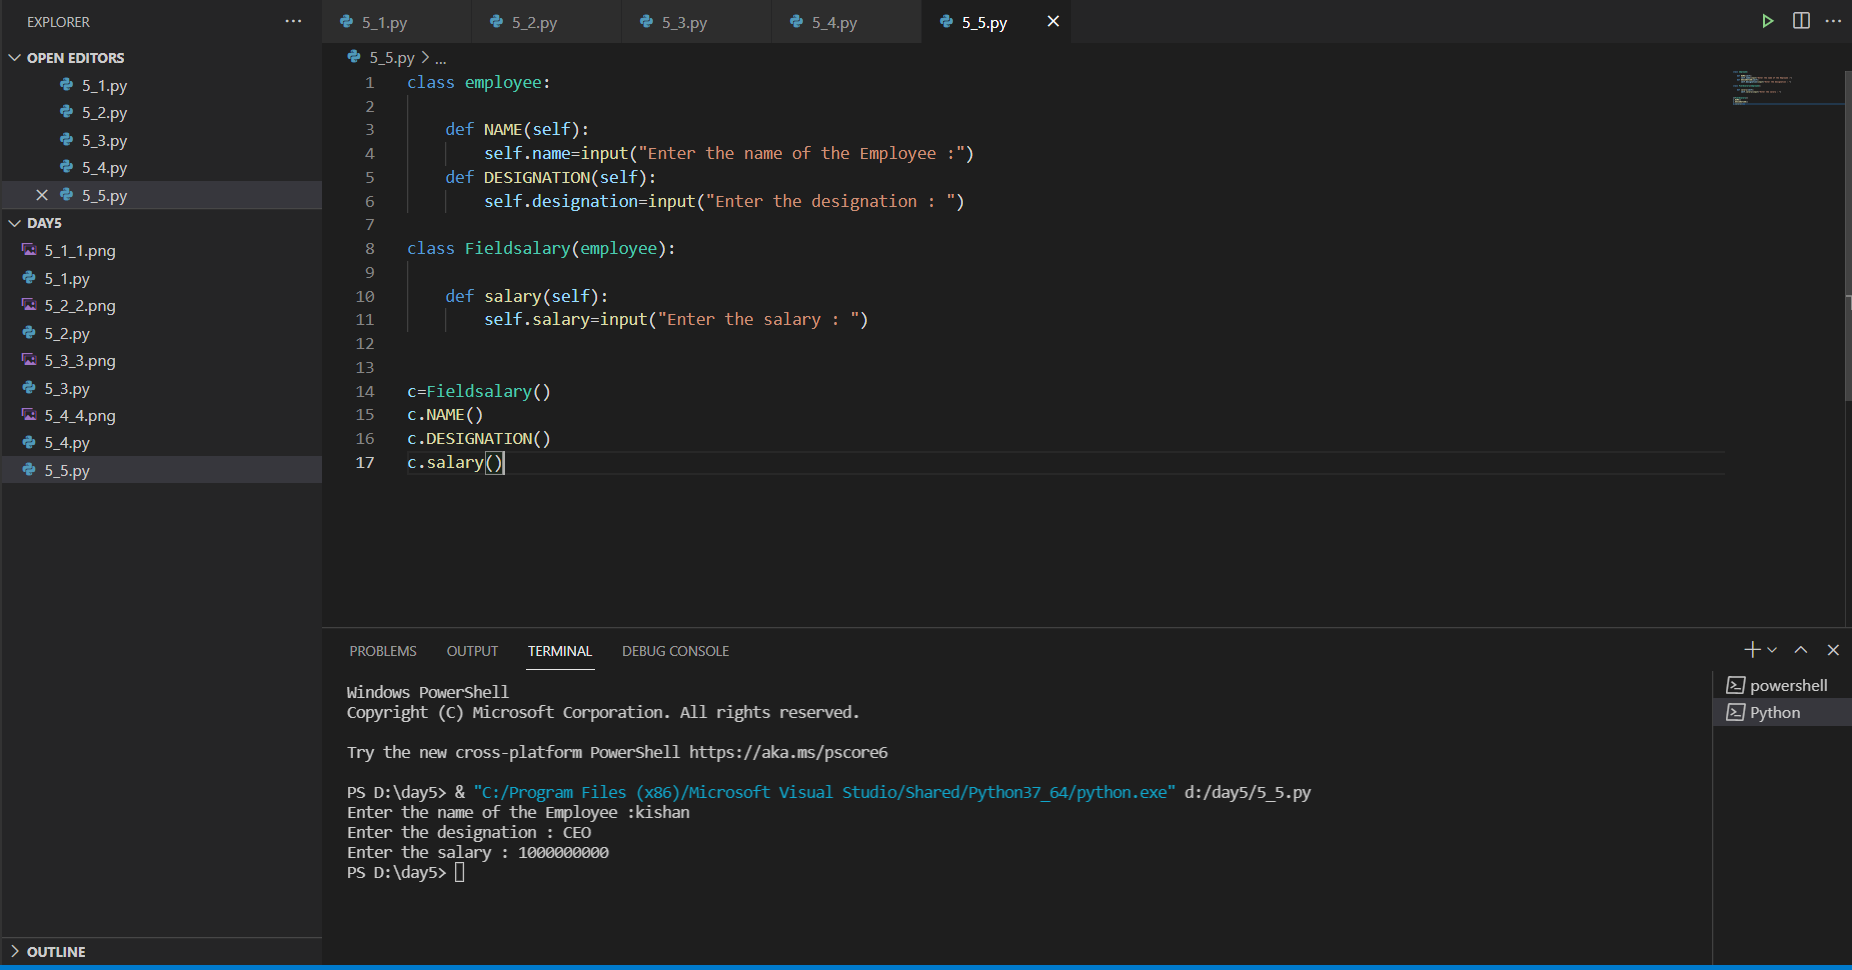 EXPLORER
OPEN EDITORS
5_1.py
5_2.py
5_3.py
5_4.py
5_5.py
DAY5
5_1_1.png
5_1.py
5_2_2.png
5_2.py
5_3_3.png
5_3.py
5_4_4.png
5_4.py
5_5.py
OUTLINE
5_1.py 5_2.py 5_3.py 5_4.py 5_5.py
5_5.py > ...
1 class employee:
2
3 def NAME(self):
4 self.name=input("Enter the name of the Employee :")
5 def DESIGNATION(self):
6 self.designation=input("Enter the designation : ")
7
8 class Fieldsalary(employee):
9
10 def salary(self):
11 self.salary=input("Enter the salary : ")
12
13
14 c=Fieldsalary()
15 c.NAME()
16 c.DESIGNATION()
17 c.salary()
PROBLEMS OUTPUT TERMINAL DEBUG CONSOLE
Windows PowerShell
Copyright (C) Microsoft Corporation. All rights reserved.
Try the new cross-platform PowerShell https://aka.ms/pscore6
PS D:\day5> & "C:/Program Files (x86)/Microsoft Visual Studio/Shared/Python37_64/python.exe" d:/day5/5_5.py
Enter the name of the Employee :kishan
Enter the designation : CEO
Enter the salary : 1000000000
PS D:\day5>
powershell
Python